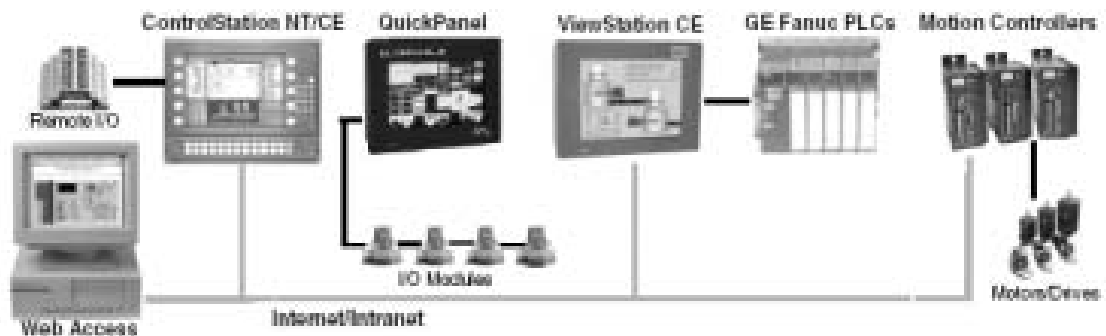 ControlStation NT/CE
QuickPanel
ViewStation CE
GE Fanuc PLCs
Motion Controllers
Remote I/O
I/O Modules
Motors/Drives
Web Access
Internet/Intranet